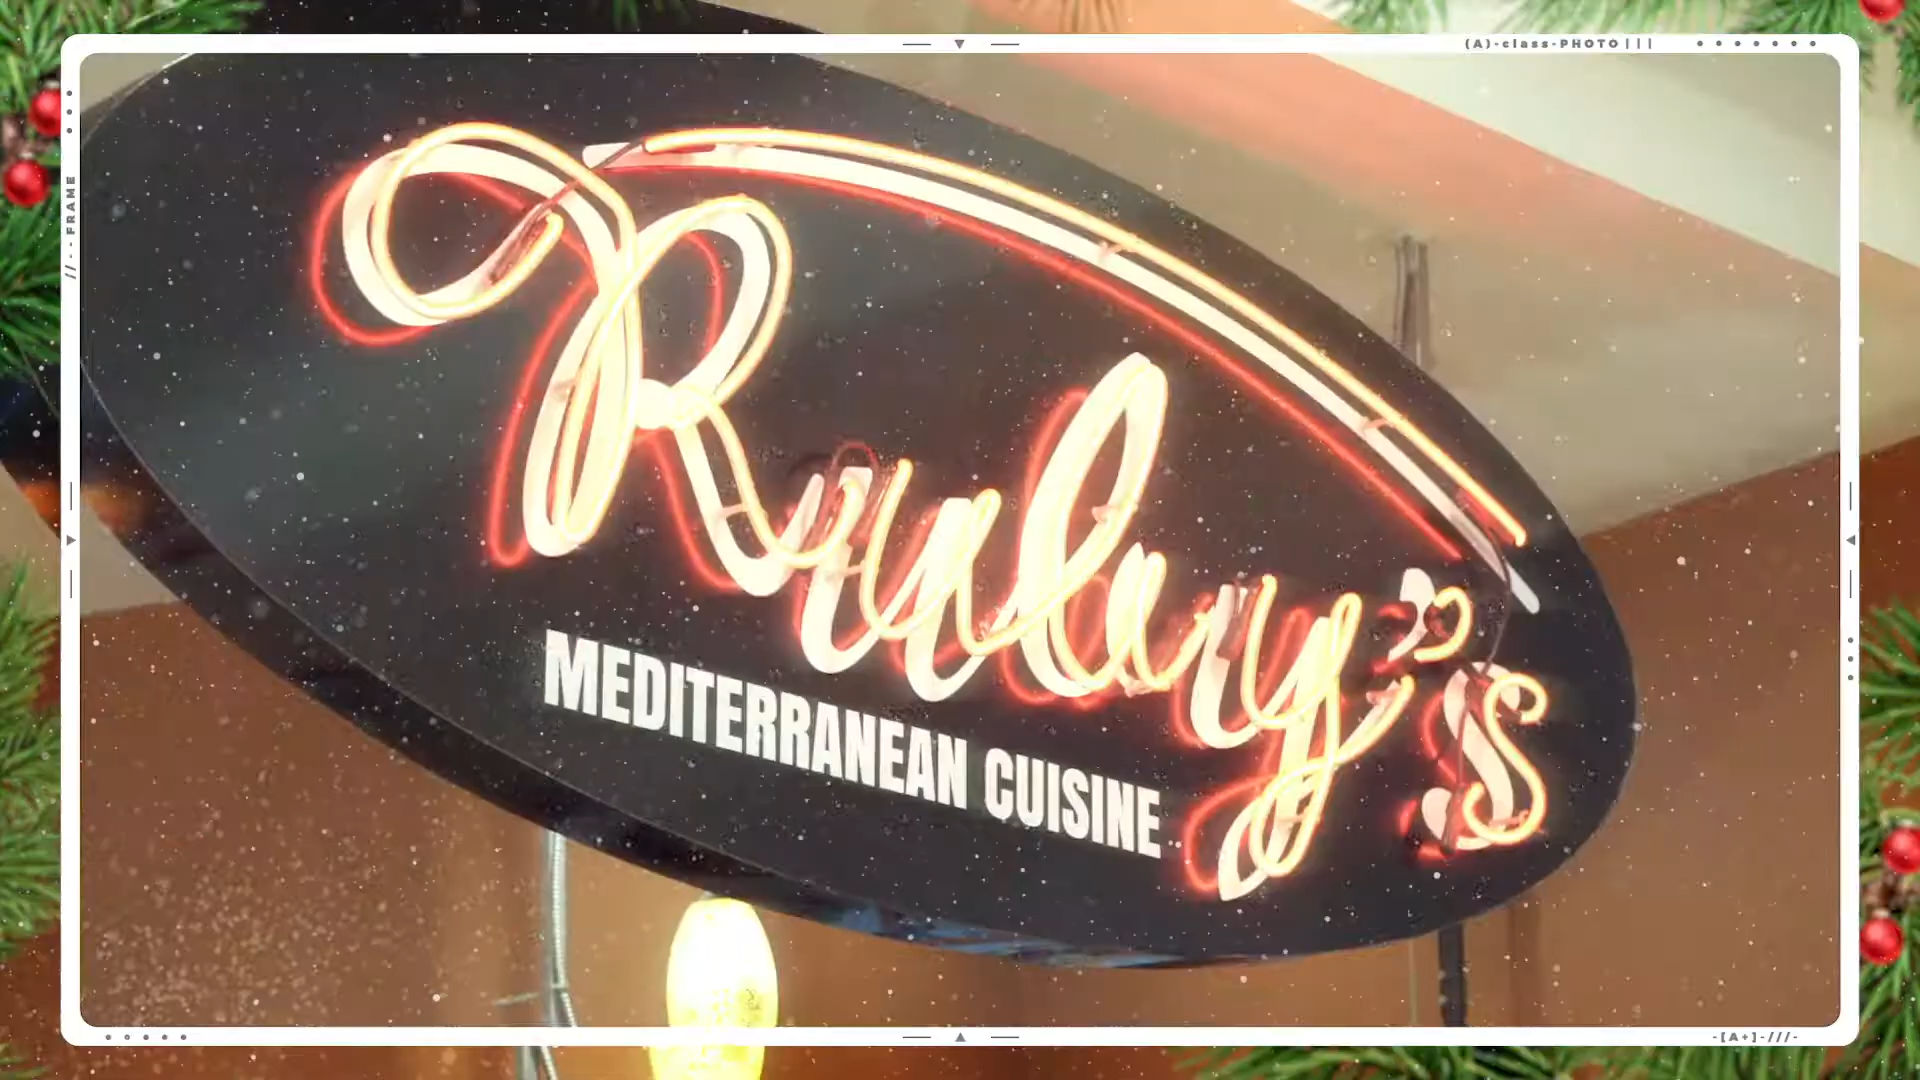 (A)-class-PHOTO |||
//-- FRAME
Ruby's
MEDITERRANEAN CUISINE
-[A+]-///-